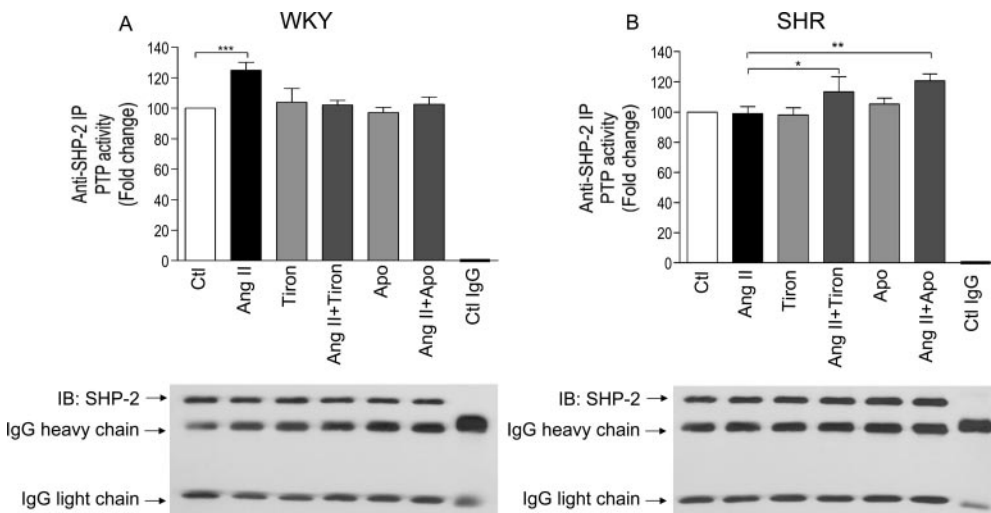 A
WKY
Anti-SHP-2 IP
PTP activity
(Fold change)
140
120
100
80
60
40
20
0
***
Ctl
Ang II
Tiron
Ang II+Tiron
Apo
Ang II+Apo
Ctl IgG
IB: SHP-2
IgG heavy chain
IgG light chain
B
SHR
Anti-SHP-2 IP
PTP activity
(Fold change)
140
120
100
80
60
40
20
0
**
*
Ctl
Ang II
Tiron
Ang II+Tiron
Apo
Ang II+Apo
Ctl IgG
IB: SHP-2
IgG heavy chain
IgG light chain